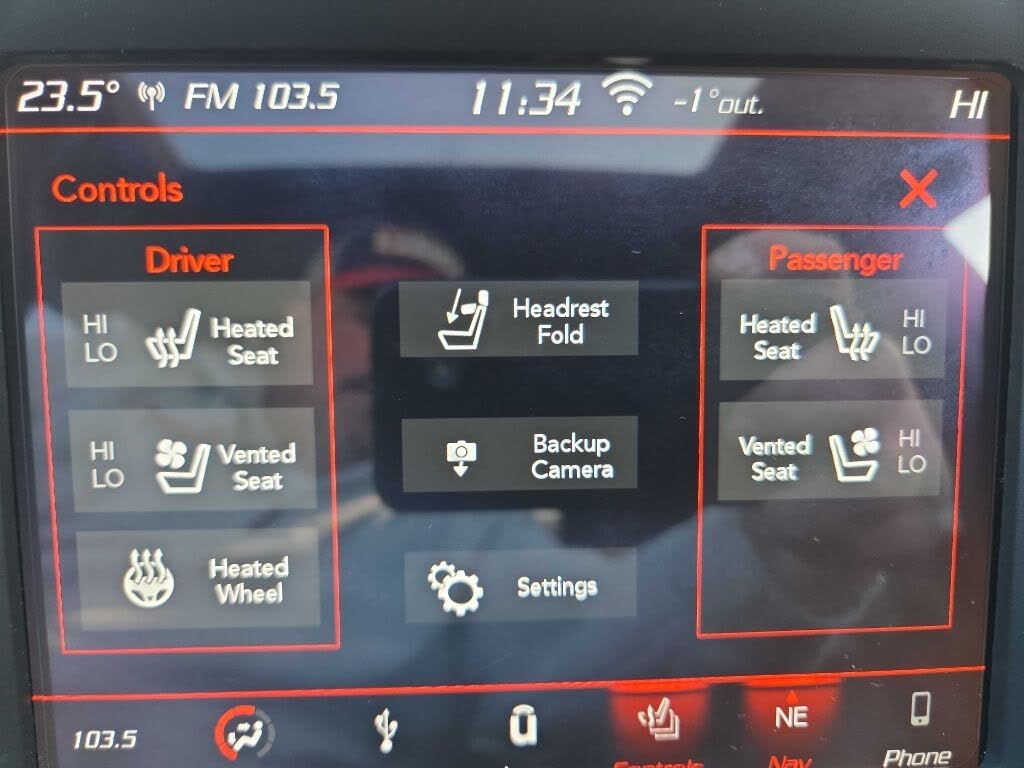 23.5° FM 103.5 11:34 -1°out. HI
Controls
Driver
HI
LO
Heated
Seat
HI
LO
Vented
Seat
Heated
Wheel
Headrest
Fold
Backup
Camera
Settings
Passenger
Heated
Seat
HI
LO
Vented
Seat
HI
LO
103.5
Controls
NE
Nav
Phone